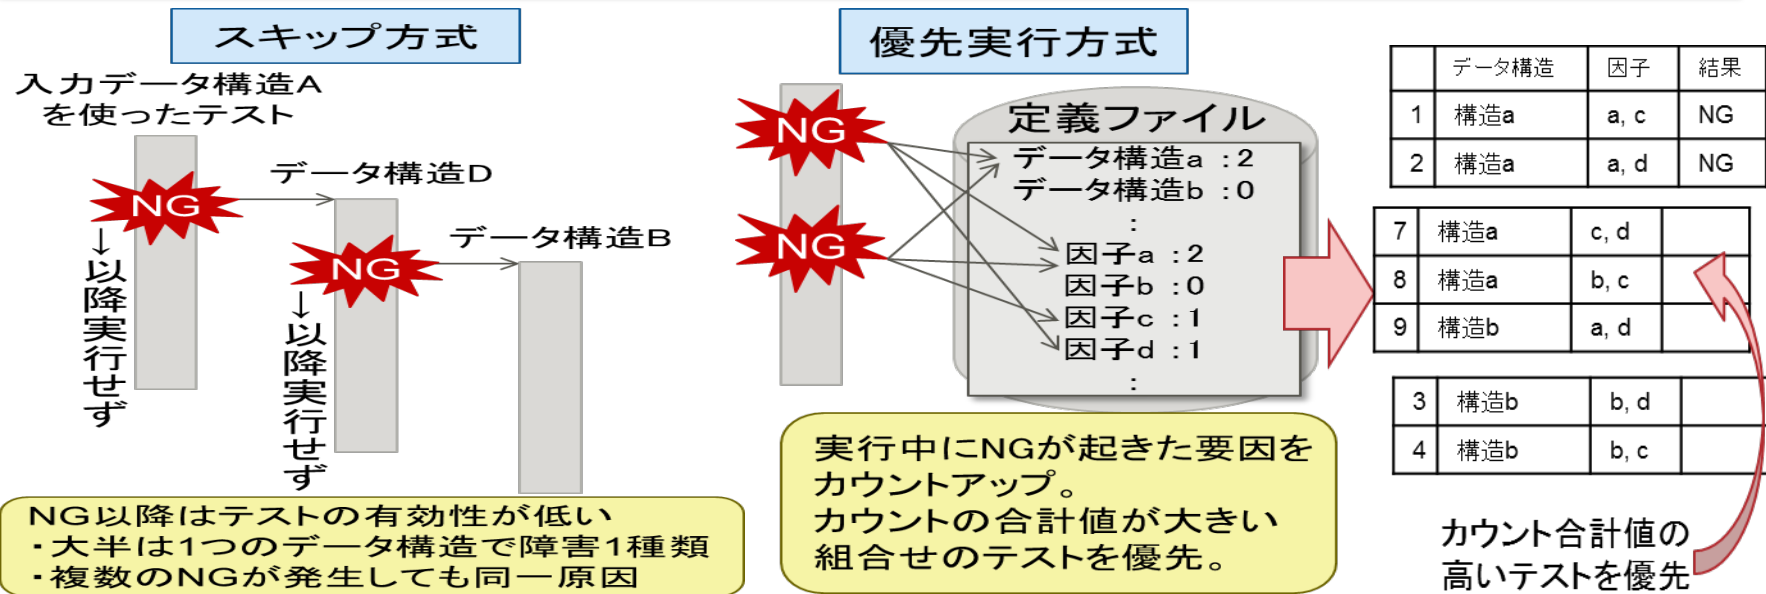 スキップ方式
入力データ構造A
を使ったテスト
NG
↓以降実行せず
データ構造D
NG
↓以降実行せず
データ構造B
NG以降はテストの有効性が低い
・大半は1つのデータ構造で障害1種類
・複数のNGが発生しても同一原因
優先実行方式
NG
NG
定義ファイル
データ構造a :2
データ構造b :0
:
因子a :2
因子b :0
因子c :1
因子d :1
:
実行中にNGが起きた要因を
カウントアップ。
カウントの合計値が大きい
組合せのテストを優先。
データ構造 因子 結果
1 構造a a, c NG
2 構造a a, d NG
7 構造a c, d
8 構造a b, c
9 構造b a, d
3 構造b b, d
4 構造b b, c
カウント合計値の
高いテストを優先